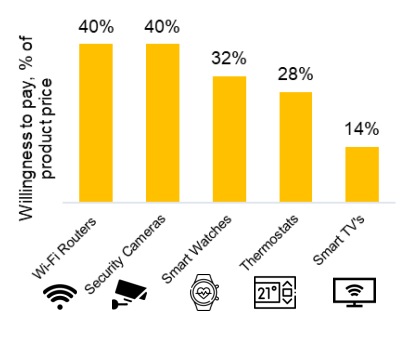 Willingness to pay, % of
product price
40%
40%
32%
28%
14%
Wi-Fi Routers
Security Cameras
Smart Watches
Thermostats
Smart TV's
21°